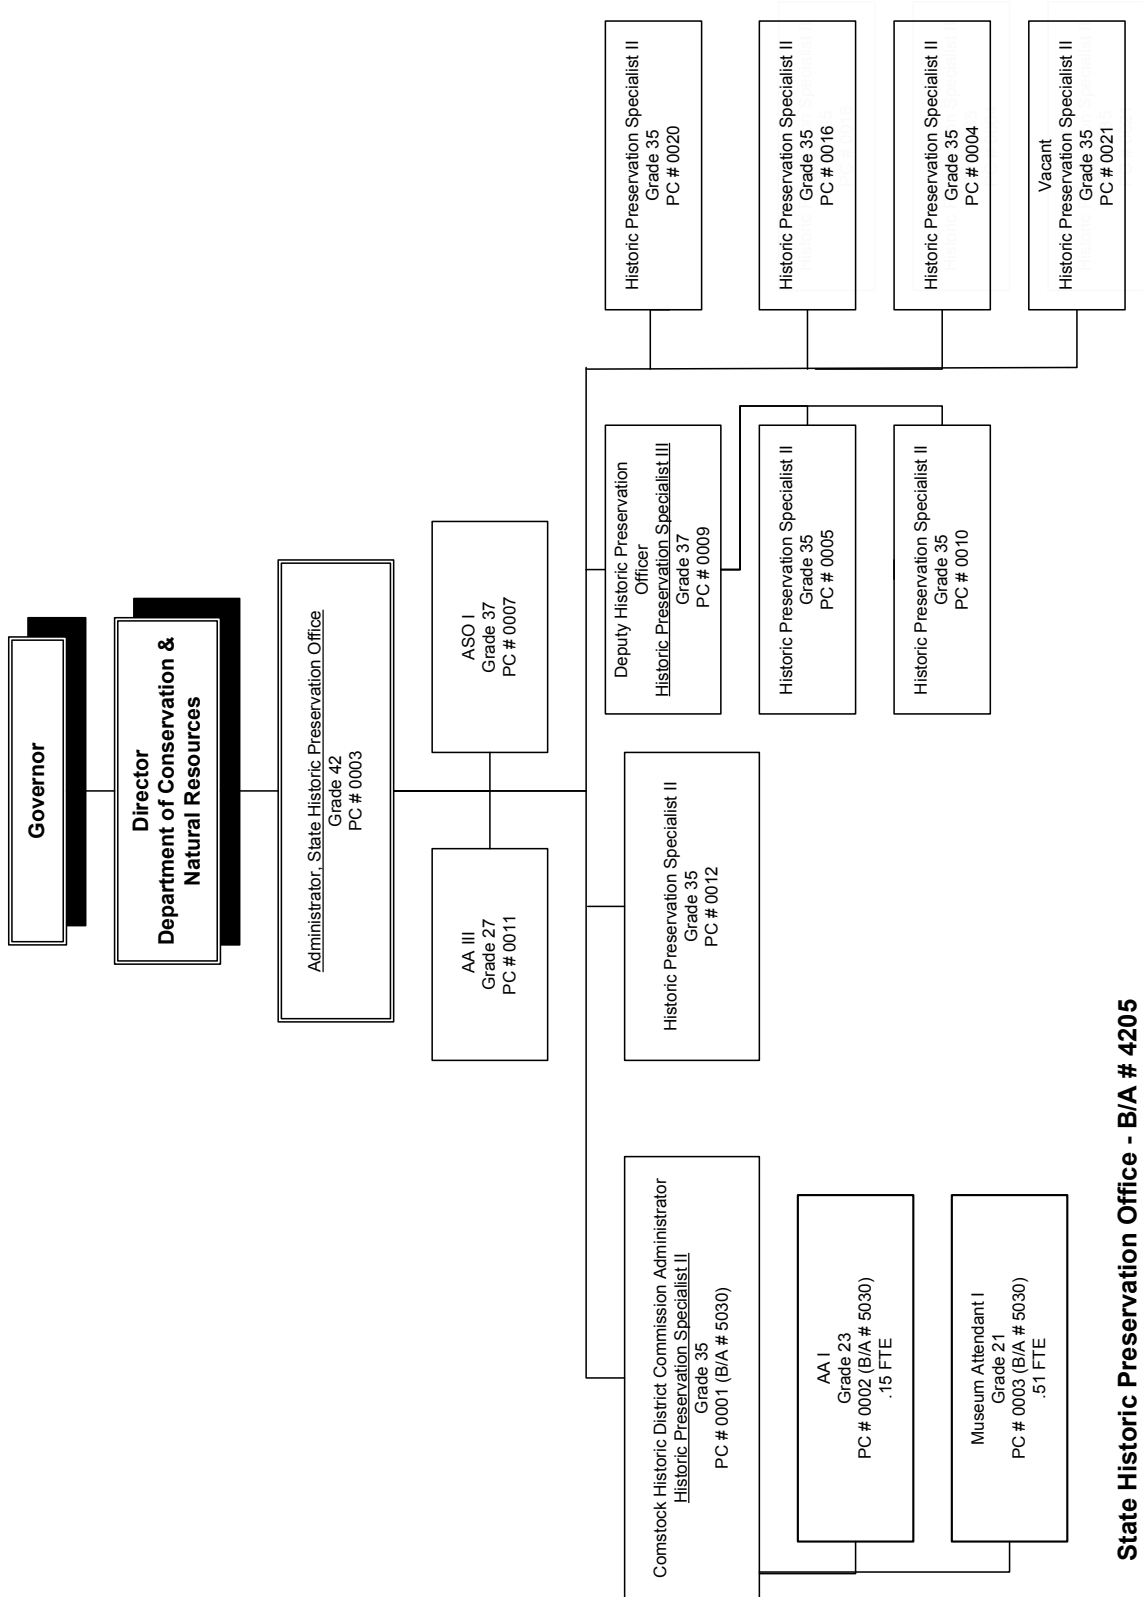 Governor
Director
Department of Conservation &
Natural Resources
Administrator, State Historic Preservation Office
Grade 42
PC # 0003
AA III
Grade 27
PC # 0011
ASO I
Grade 37
PC # 0007
Comstock Historic District Commission Administrator
Historic Preservation Specialist II
Grade 35
PC # 0001 (B/A # 5030)
AA I
Grade 23
PC # 0002 (B/A # 5030)
.15 FTE
Museum Attendant I
Grade 21
PC # 0003 (B/A # 5030)
.51 FTE
Historic Preservation Specialist II
Grade 35
PC # 0012
Deputy Historic Preservation
Officer
Historic Preservation Specialist III
Grade 37
PC # 0009
Historic Preservation Specialist II
Grade 35
PC # 0005
Historic Preservation Specialist II
Grade 35
PC # 0010
Historic Preservation Specialist II
Grade 35
PC # 0020
Historic Preservation Specialist II
Grade 35
PC # 0016
Historic Preservation Specialist II
Grade 35
PC # 0004
Vacant
Historic Preservation Specialist II
Grade 35
PC # 0021
State Historic Preservation Office - B/A # 4205